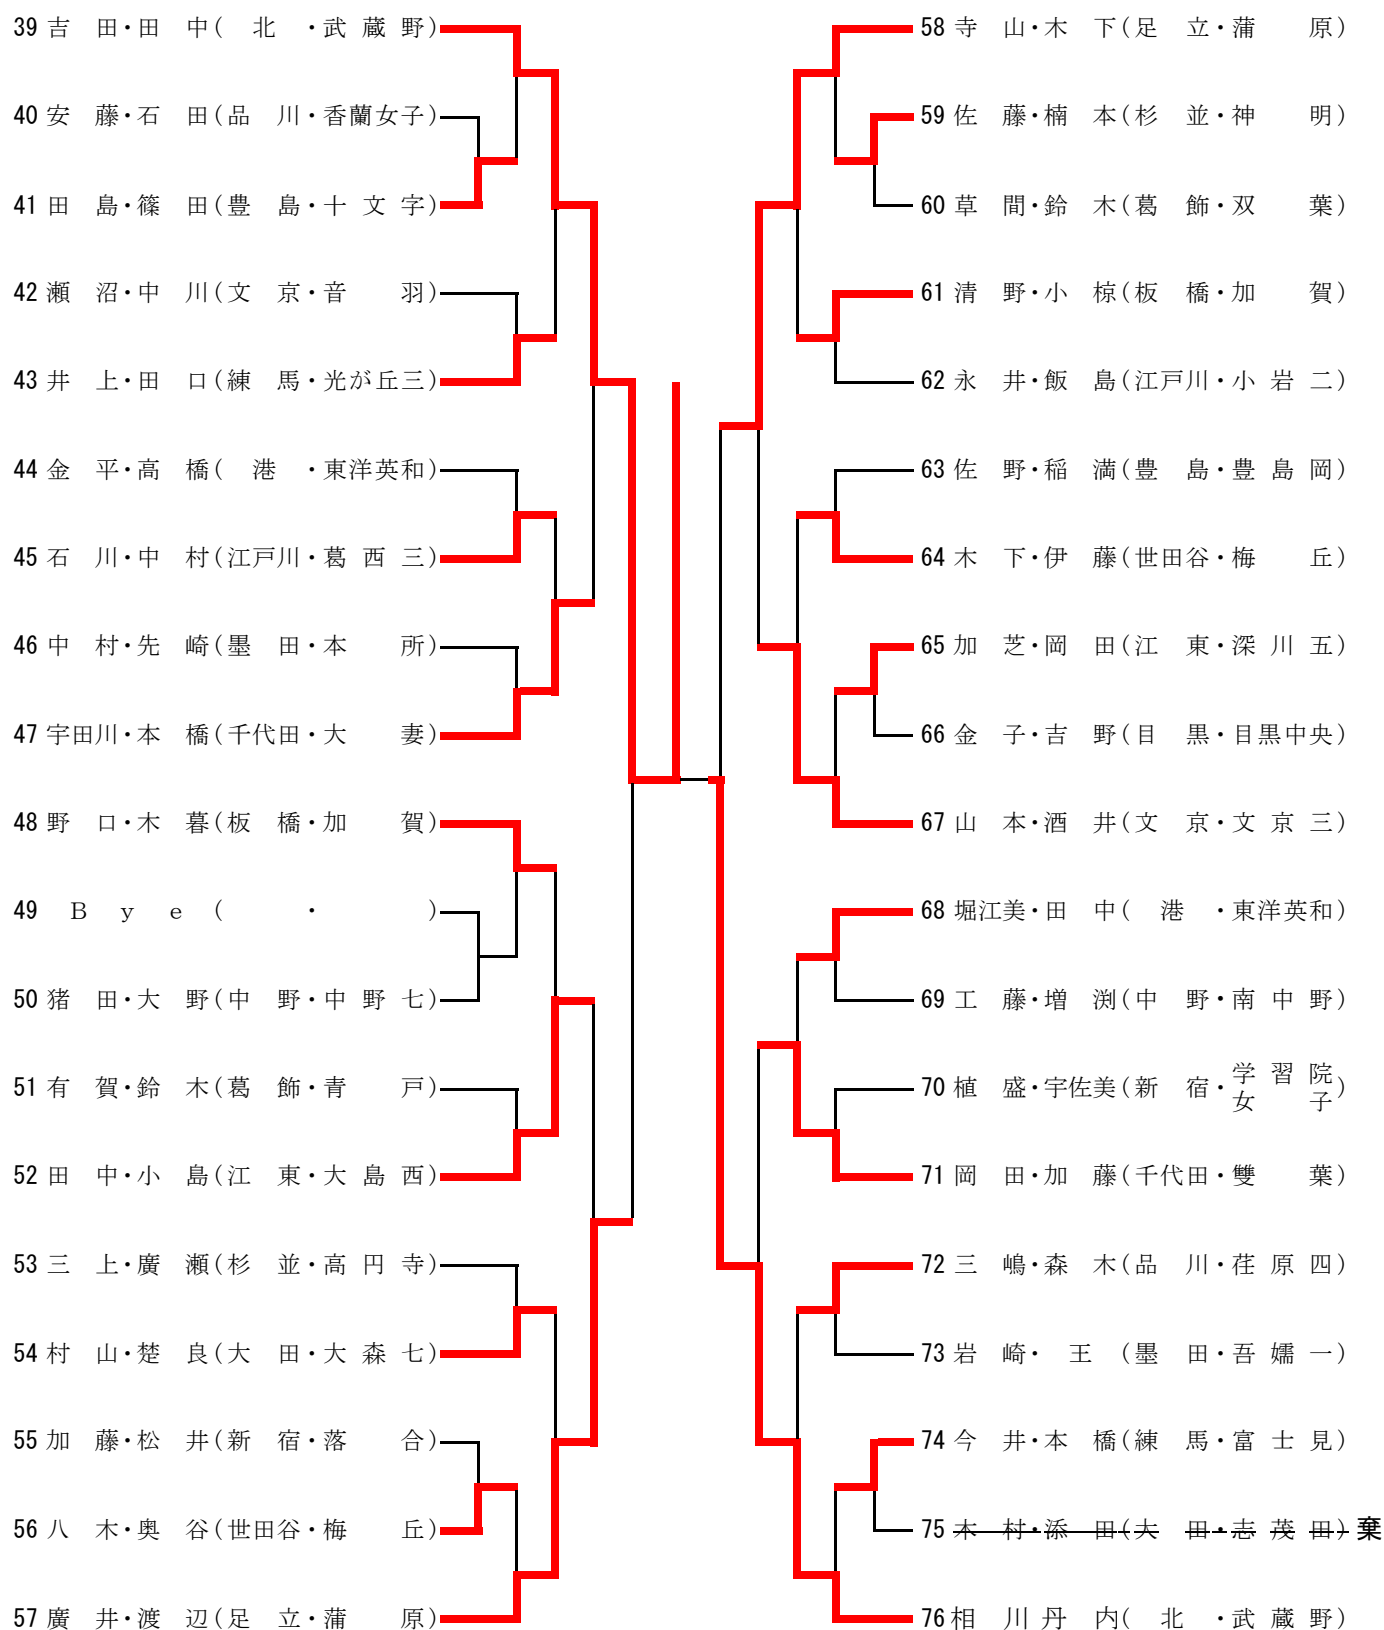 39 吉 田・田 中( 北 ・武 蔵 野)
40 安 藤・石 田(品 川・香蘭女子)
41 田 島・篠 田(豊 島・十 文 字)
42 瀬 沼・中 川(文 京・音 羽)
43 井 上・田 口(練 馬・光が丘三)
44 金 平・高 橋( 港 ・東洋英和)
45 石 川・中 村(江戸川・葛 西 三)
46 中 村・先 崎(墨 田・本 所)
47 宇田川・本 橋(千代田・大 妻)
48 野 口・木 暮(板 橋・加 賀)
49 Ｂ ｙ ｅ ( ・ )
50 猪 田・大 野(中 野・中 野 七)
51 有 賀・鈴 木(葛 飾・青 戸)
52 田 中・小 島(江 東・大 島 西)
53 三 上・廣 瀬(杉 並・高 円 寺)
54 村 山・楚 良(大 田・大 森 七)
55 加 藤・松 井(新 宿・落 合)
56 八 木・奥 谷(世田谷・梅 丘)
57 廣 井・渡 辺(足 立・蒲 原)
58 寺 山・木 下(足 立・蒲 原)
59 佐 藤・楠 本(杉 並・神 明)
60 草 間・鈴 木(葛 飾・双 葉)
61 清 野・小 椋(板 橋・加 賀)
62 永 井・飯 島(江戸川・小 岩 二)
63 佐 野・稲 満(豊 島・豊 島 岡)
64 木 下・伊 藤(世田谷・梅 丘)
65 加 芝・岡 田(江 東・深 川 五)
66 金 子・吉 野(目 黒・目黒中央)
67 山 本・酒 井(文 京・文 京 三)
68 堀江美・田 中( 港 ・東洋英和)
69 工 藤・増 渕(中 野・南 中 野)
70 植 盛・宇佐美(新 宿・学 習 院
女 子)
71 岡 田・加 藤(千代田・雙 葉)
72 三 嶋・森 木(品 川・荏 原 四)
73 岩 崎・ 王 (墨 田・吾 嬬 一)
74 今 井・本 橋(練 馬・富 士 見)
75 木 村・添 田(大 田・志 茂 田) 棄
76 相 川 丹 内( 北 ・武 蔵 野)